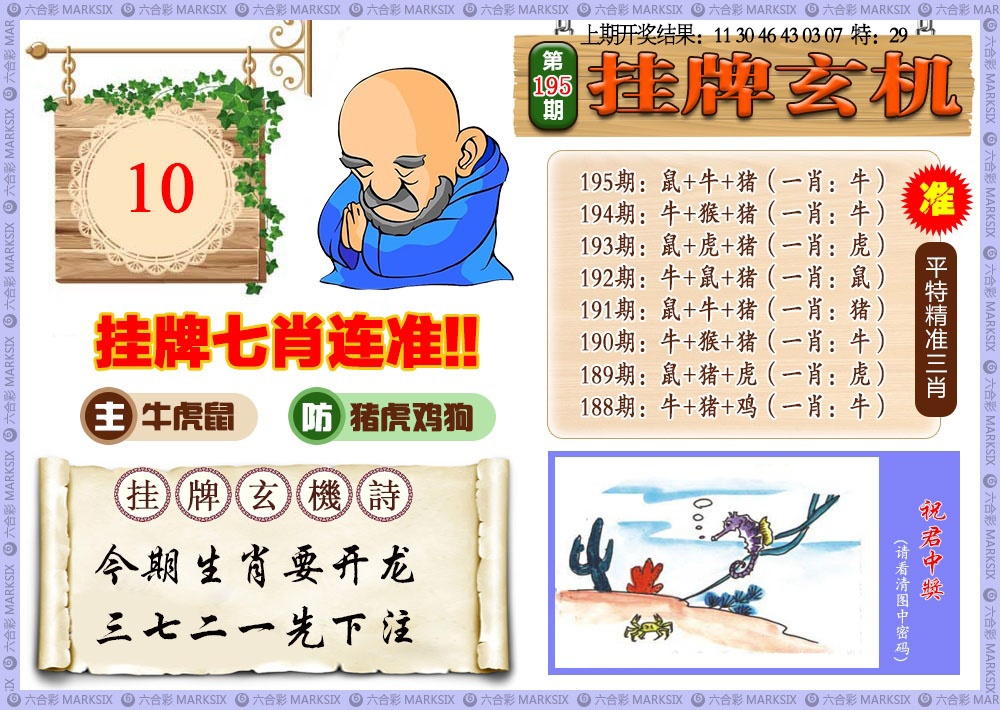 上期开奖结果：11 30 46 43 03 07 特：29
第195期
挂牌玄机
10
挂牌七肖连准!!
主 牛虎鼠
防 猪虎鸡狗
挂牌玄機詩
今期生肖要开龙
三七二一先下注
195期：鼠+牛+猪（一肖：牛）
194期：牛+猴+猪（一肖：牛）
193期：鼠+虎+猪（一肖：虎）
192期：牛+鼠+猪（一肖：鼠）
191期：鼠+牛+猪（一肖：猪）
190期：牛+猴+猪（一肖：牛）
189期：鼠+猪+虎（一肖：虎）
188期：牛+猪+鸡（一肖：牛）
准
平特精准三肖
祝君中獎
（请看清图中密码）
六合彩 MARKSIX